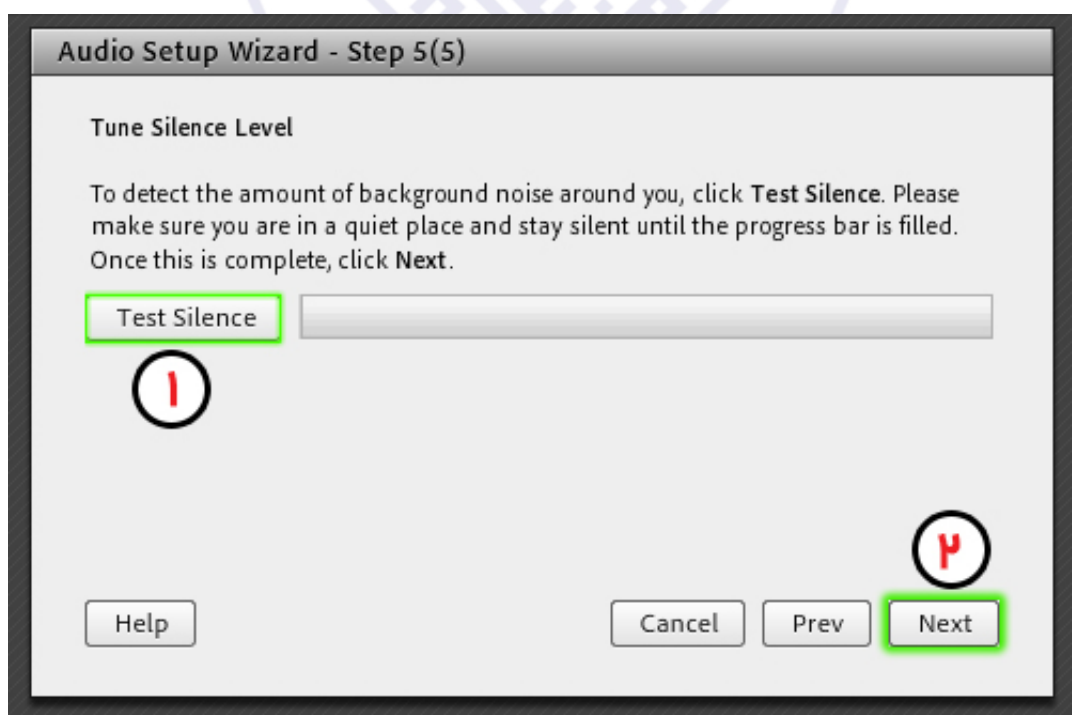 Audio Setup Wizard - Step 5(5)
Tune Silence Level
To detect the amount of background noise around you, click Test Silence. Please
make sure you are in a quiet place and stay silent until the progress bar is filled.
Once this is complete, click Next.
Test Silence
۱
۲
Help
Cancel
Prev
Next